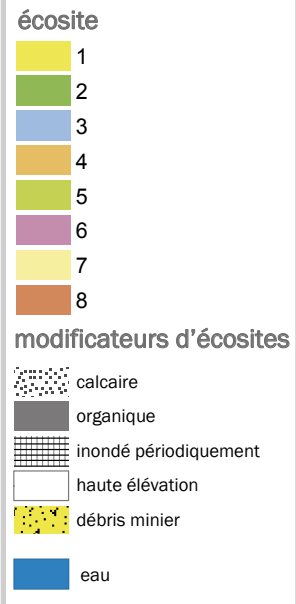 écosite
1
2
3
4
5
6
7
8
modificateurs d'écosites
calcaire
organique
inondé périodiquement
haute élévation
débris minier
eau